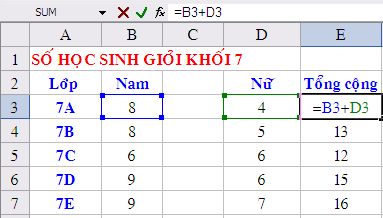 SUM =B3+D3
A B C D E
1 SỐ HỌC SINH GIỎI KHỐI 7
2 Lốp Nam Nữ Tổng cộng
3 7A 8 4 =B3+D3
4 7B 8 5 13
5 7C 6 6 12
6 7D 9 6 15
7 7E 9 7 16